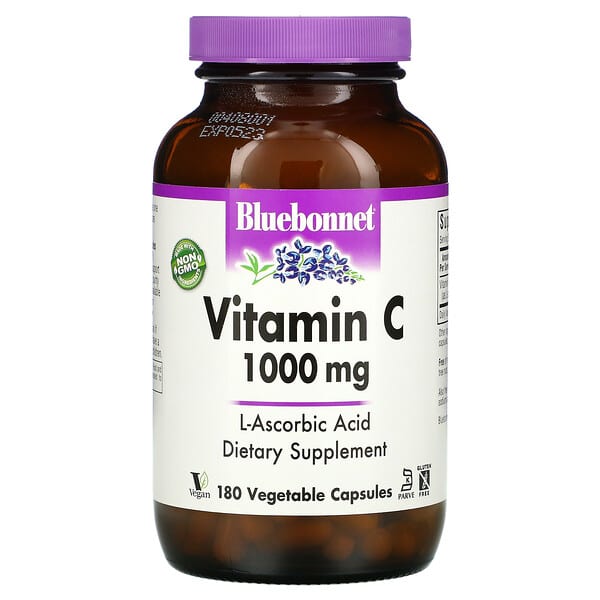 00408001
EXP0523
Bluebonnet®
MADE WITH
NON
GMO
INGREDIENTS
Vitamin C
1000 mg
L-Ascorbic Acid
Dietary Supplement
Vegan
180 Vegetable Capsules
K
PARVE
GLUTEN
FREE